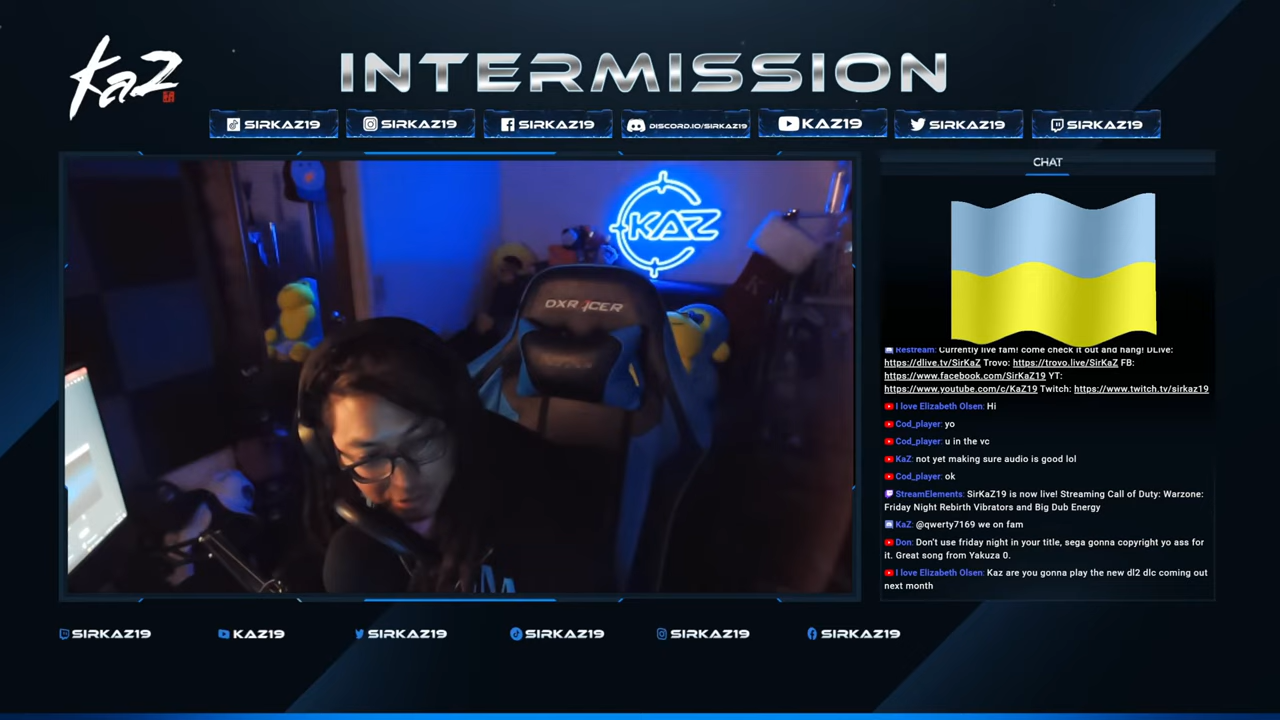 KaZ
INTERMISSION
SIRKAZ19
SIRKAZ19
SIRKAZ19
DISCORD.IO/SIRKAZ19
KAZ19
SIRKAZ19
SIRKAZ19
CHAT
KAZ
DXRACER
Restream: Currently live fam! come check it out and hang! DLive:
https://dlive.tv/SirKaZ Trovo: https://trovo.live/SirKaZ FB:
https://www.facebook.com/SirKaZ19 YT:
https://www.youtube.com/c/KaZ19 Twitch: https://www.twitch.tv/sirkaz19
I love Elizabeth Olsen: Hi
Cod_player: yo
Cod_player: u in the vc
KaZ: not yet making sure audio is good lol
Cod_player: ok
StreamElements: SirKaZ19 is now live! Streaming Call of Duty: Warzone:
Friday Night Rebirth Vibrators and Big Dub Energy
KaZ: @qwerty7169 we on fam
Don: Don't use friday night in your title, sega gonna copyright yo ass for
it. Great song from Yakuza 0.
I love Elizabeth Olsen: Kaz are you gonna play the new dl2 dlc coming out
next month
SIRKAZ19
KAZ19
SIRKAZ19
SIRKAZ19
SIRKAZ19
SIRKAZ19